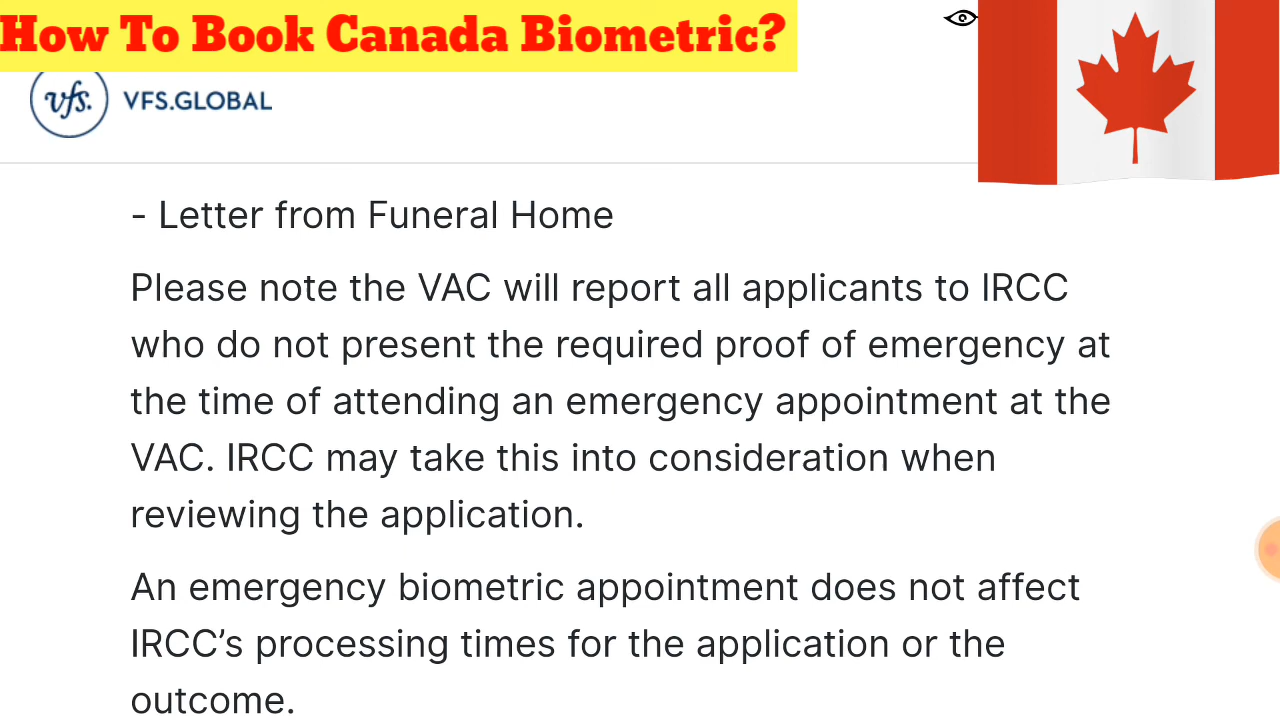 How To Book Canada Biometric?
vfs. VFS.GLOBAL
- Letter from Funeral Home
Please note the VAC will report all applicants to IRCC
who do not present the required proof of emergency at
the time of attending an emergency appointment at the
VAC. IRCC may take this into consideration when
reviewing the application.
An emergency biometric appointment does not affect
IRCC’s processing times for the application or the
outcome.